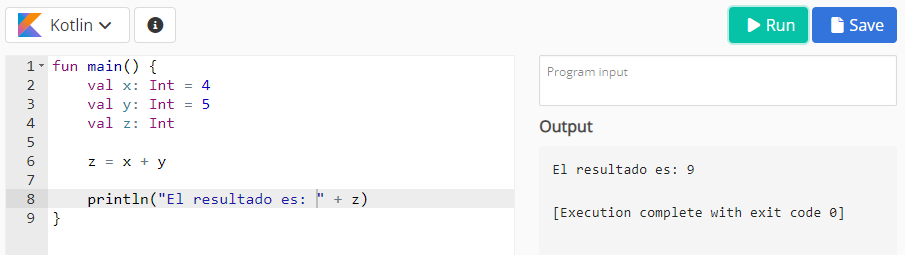 Kotlin
Run
Save
1 fun main() {
2     val x: Int = 4
3     val y: Int = 5
4     val z: Int
5
6     z = x + y
7
8     println("El resultado es: " + z)
9 }
Program input
Output
El resultado es: 9
[Execution complete with exit code 0]